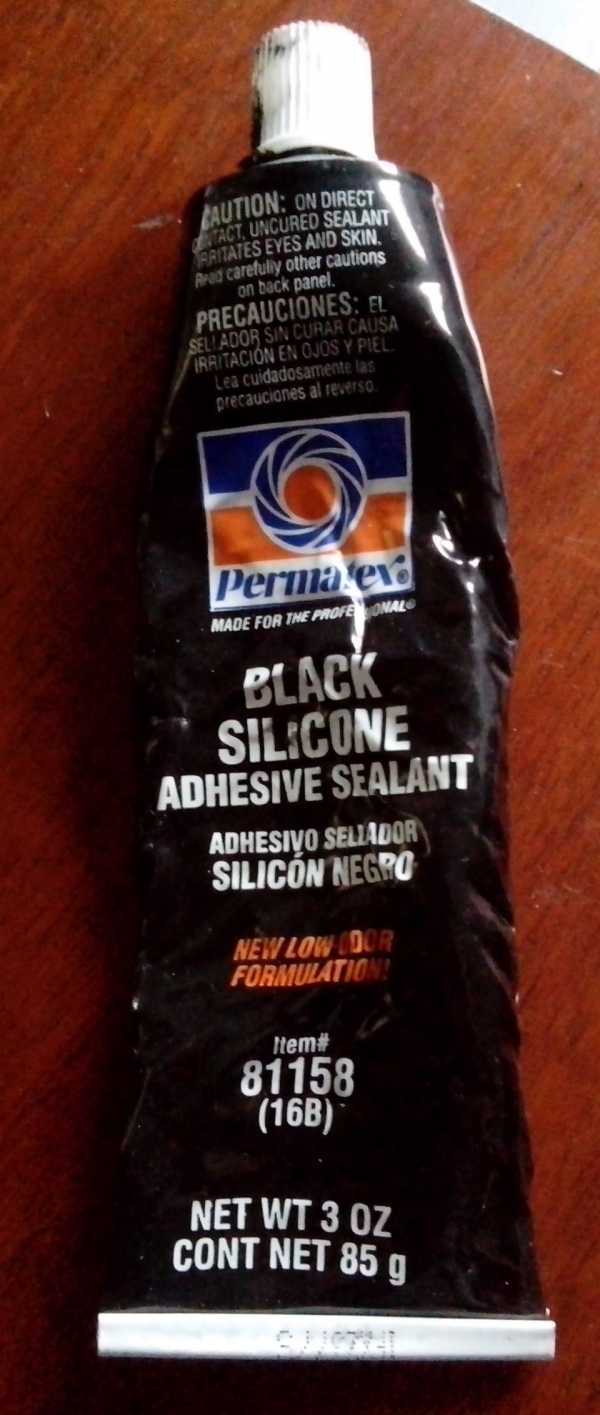 CAUTION: ON DIRECT
CONTACT, UNCURED SEALANT
IRRITATES EYES AND SKIN.
Read carefully other cautions
on back panel.
PRECAUCIONES: EL
SELLADOR SIN CURAR CAUSA
IRRITACIÓN EN OJOS Y PIEL.
Lea cuidadosamente las
precauciones al reverso.
Permatex®
MADE FOR THE PROFESSIONAL®
BLACK
SILICONE
ADHESIVE SEALANT
ADHESIVO SELLADOR
SILICÓN NEGRO
NEW LOW ODOR
FORMULATION!
Item#
81158
(16B)
NET WT 3 OZ
CONT NET 85 g